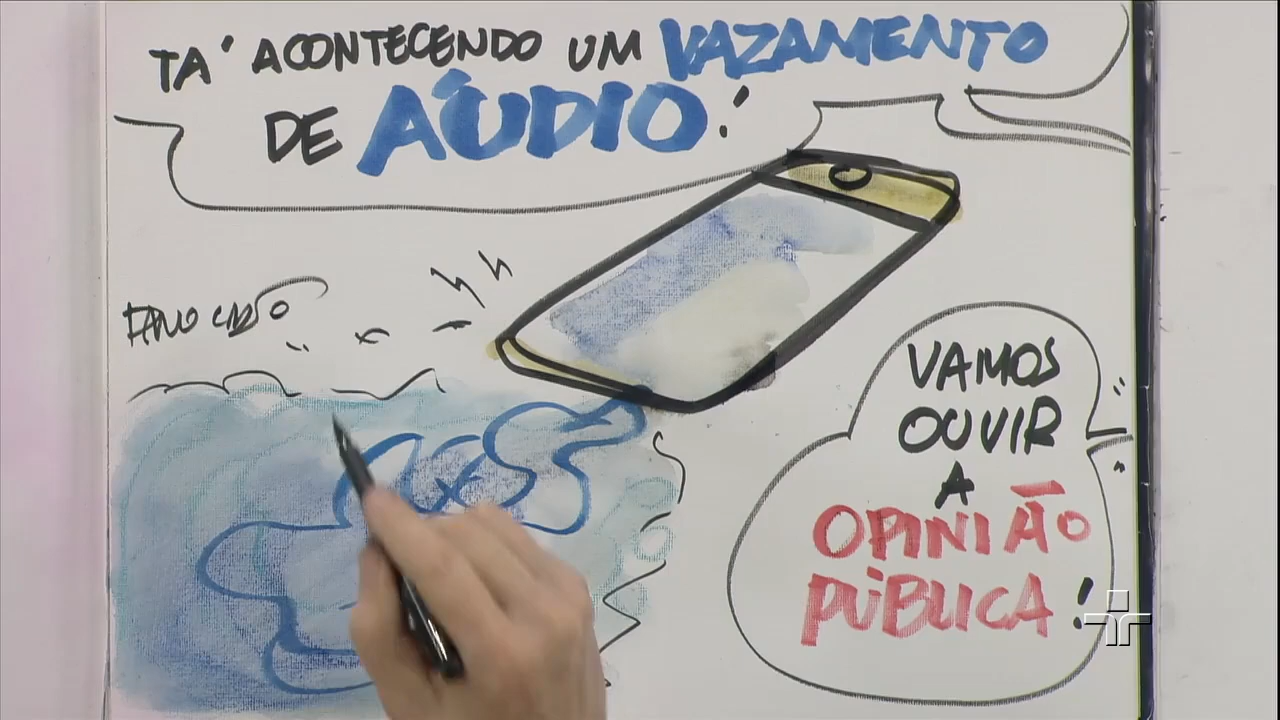 TA' ACONTECENDO UM VAZAMENTO
DE ÁUDIO!
VAMOS
OUVIR
A
OPINIÃO
PÚBLICA!